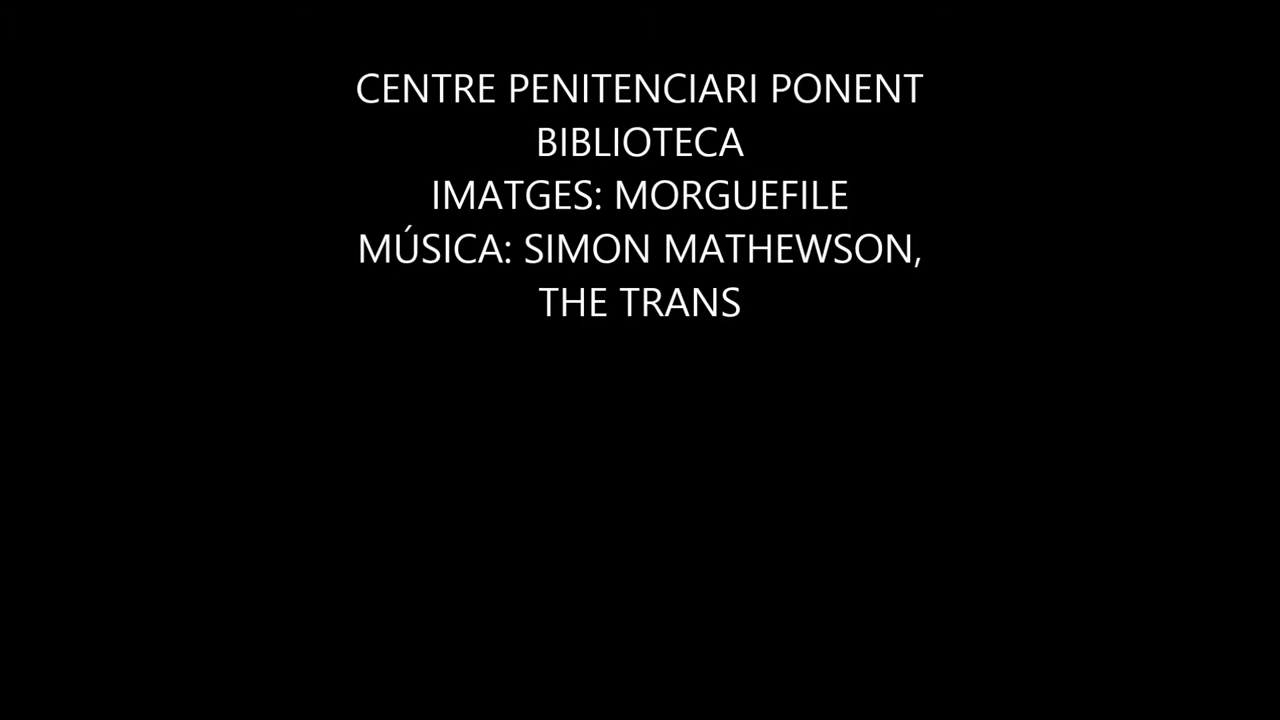 CENTRE PENITENCIARI PONENT
BIBLIOTECA
IMATGES: MORGUEFILE
MÚSICA: SIMON MATHEWSON,
THE TRANS